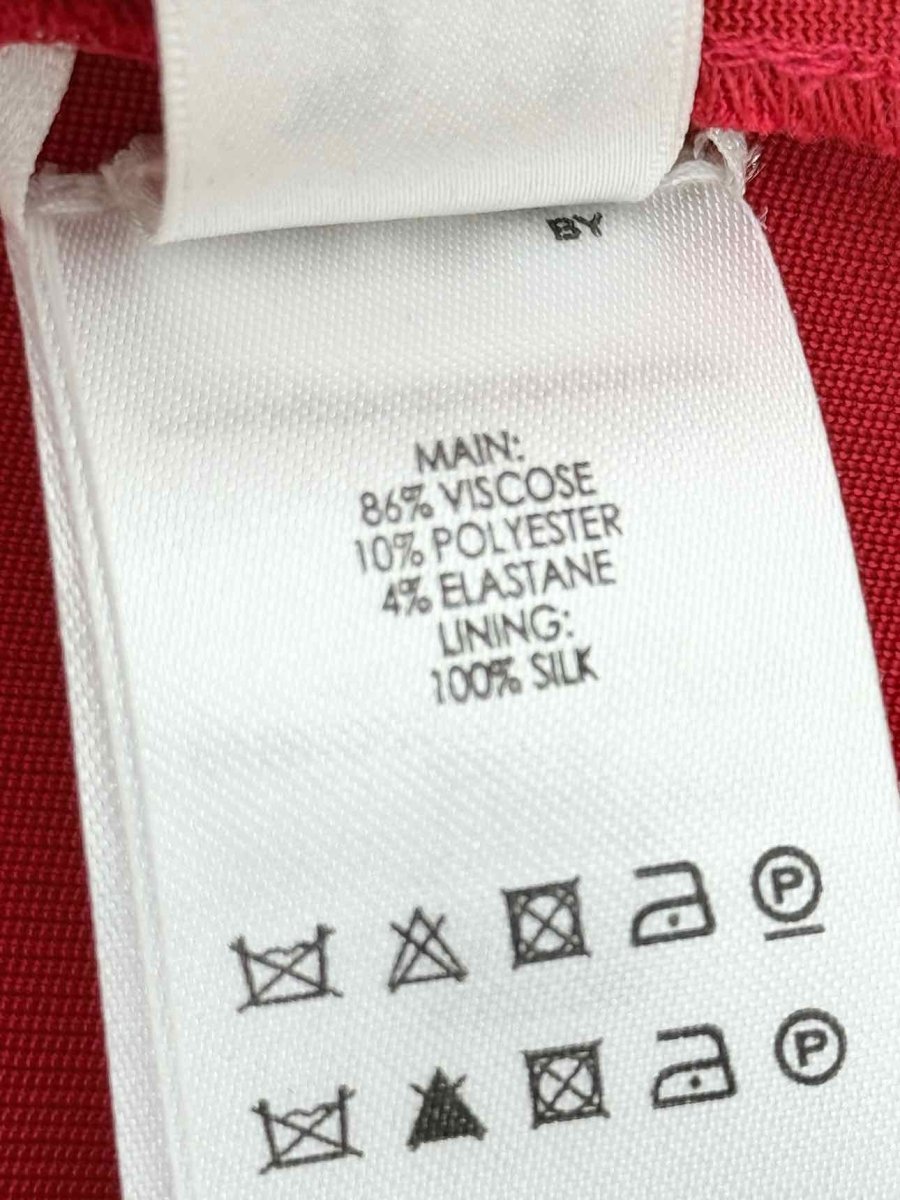 BY
MAIN:
86% VISCOSE
10% POLYESTER
4% ELASTANE
LINING:
100% SILK
P
P